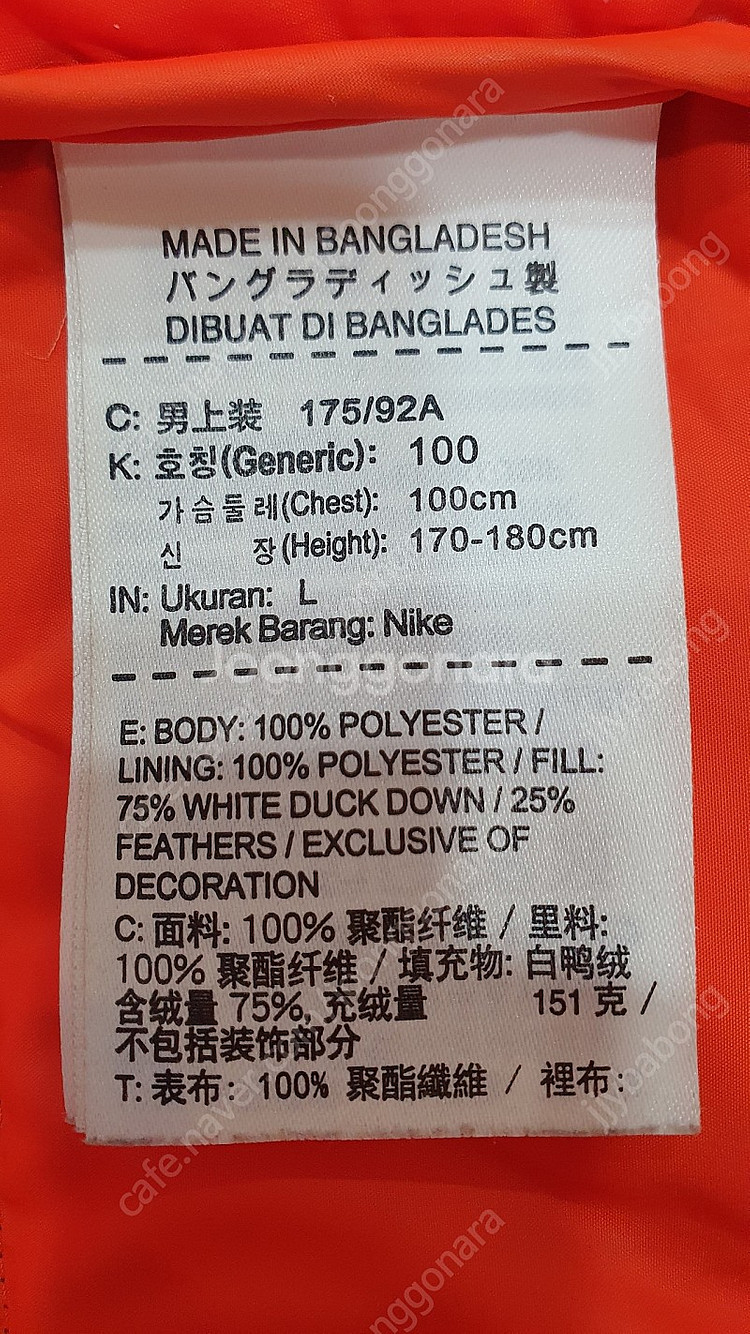 MADE IN BANGLADESH
バングラディッシュ製
DIBUAT DI BANGLADES
C: 男上装 175/92A
K: 호칭(Generic): 100
가슴둘레(Chest): 100cm
신 장(Height): 170-180cm
IN: Ukuran: L
Merek Barang: Nike
Joonggonara
E: BODY: 100% POLYESTER /
LINING: 100% POLYESTER / FILL:
75% WHITE DUCK DOWN / 25%
FEATHERS / EXCLUSIVE OF
DECORATION
C: 面料: 100% 聚酯纤维 / 里料:
100% 聚酯纤维 / 填充物: 白鸭绒
含绒量 75%, 充绒量 151 克 /
不包括装饰部分
T: 表布: 100% 聚酯纖維 / 裡布: